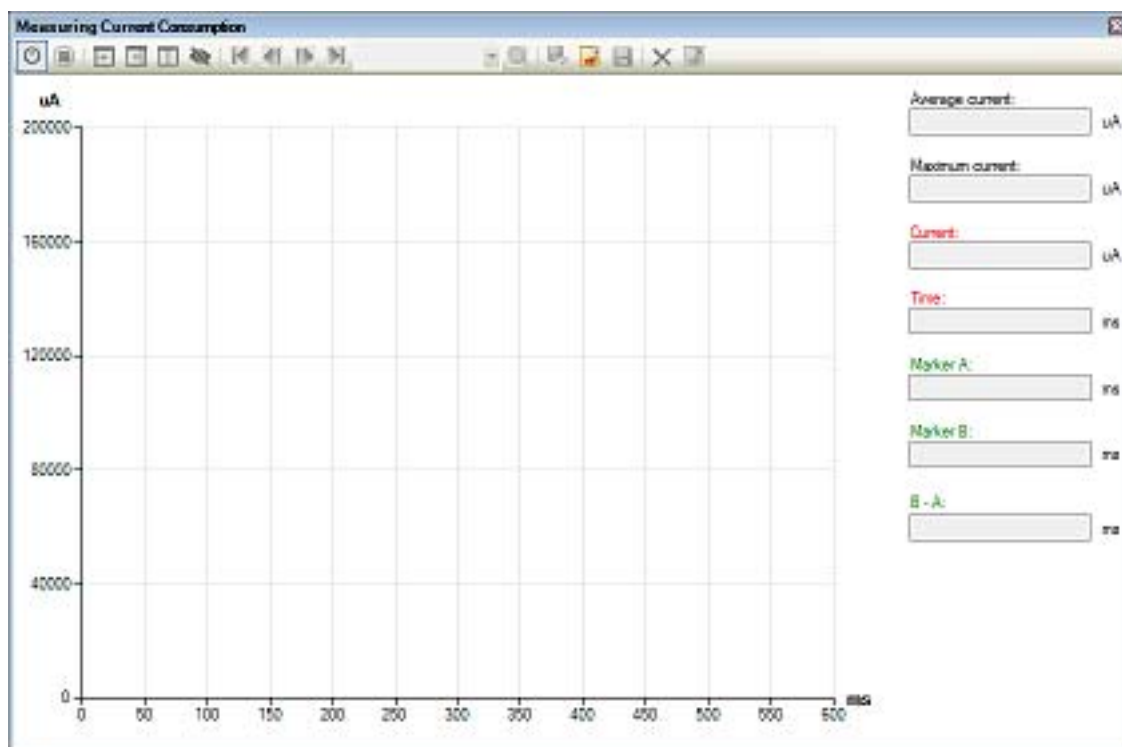 Measuring Current Consumption
uA
200000
160000
120000
80000
40000
0
0 50 100 150 200 250 300 350 400 450 500 550 600 ms
Average current:
uA
Maximum current:
uA
Current:
uA
Time:
ms
Marker A:
ms
Marker B:
ms
B - A:
ms